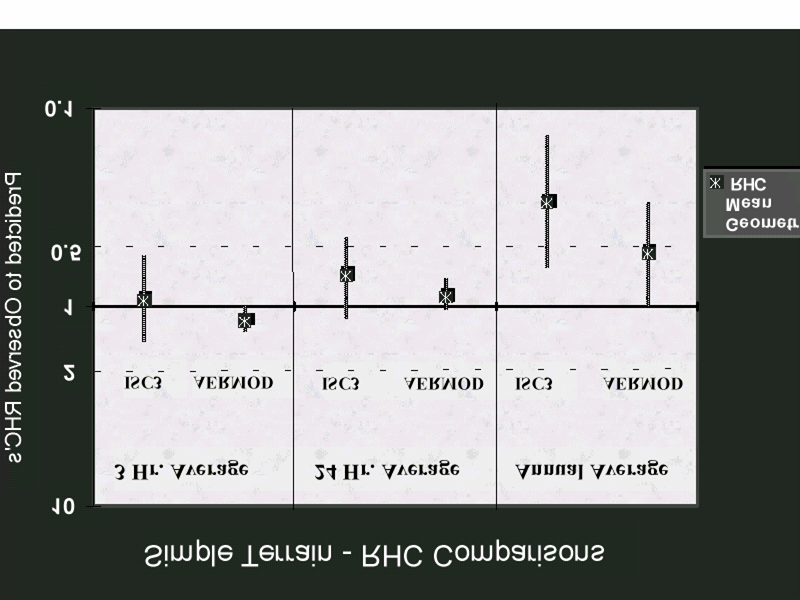 Simple Terrain - RHC Comparisons
10
3 Hr. Average 24 Hr. Average Annual Average
ISC3 AERMOD ISC3 AERMOD ISC3 AERMOD
2
1
0.5
0.1
Predicted to Observed RHC's
Mean
RHC